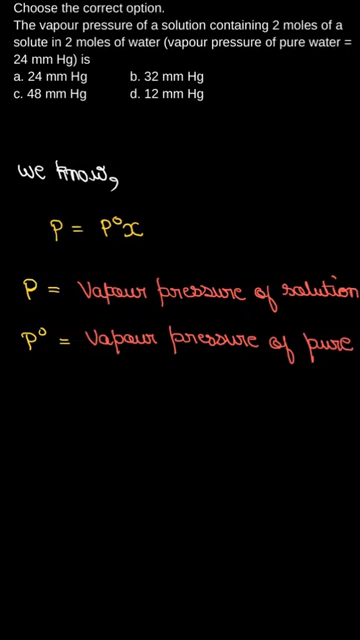 Choose the correct option.
The vapour pressure of a solution containing 2 moles of a
solute in 2 moles of water (vapour pressure of pure water =
24 mm Hg) is
a. 24 mm Hg b. 32 mm Hg
c. 48 mm Hg d. 12 mm Hg
we know,
P = P°x
P = Vapour pressure of solution
P° = Vapour pressure of pure